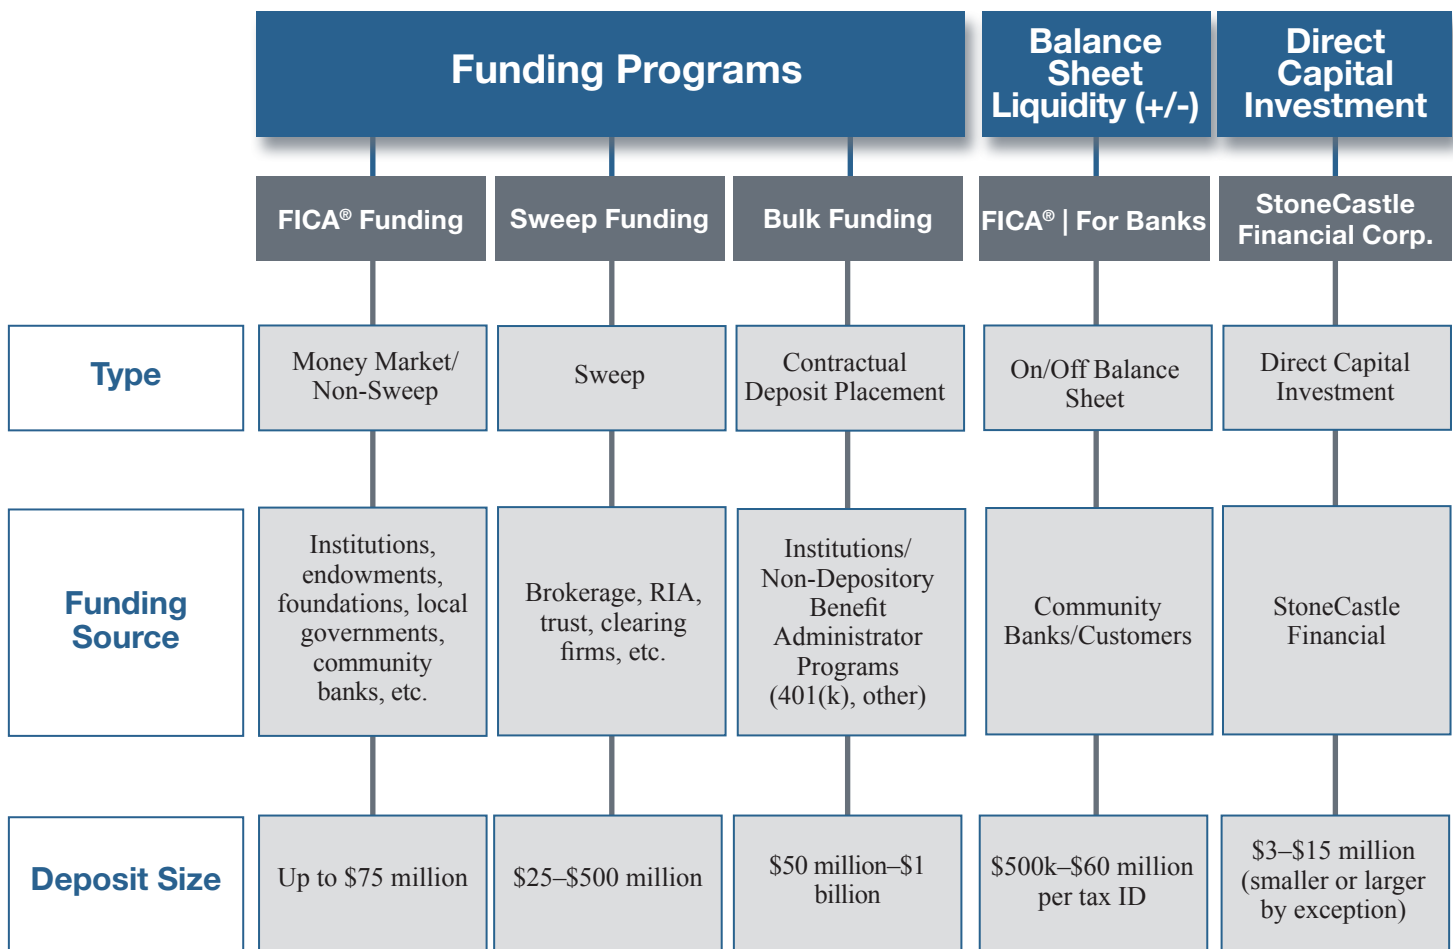 Funding Programs
Balance
Sheet
Liquidity (+/-)
Direct
Capital
Investment
FICA® Funding
Sweep Funding
Bulk Funding
FICA® | For Banks
StoneCastle
Financial Corp.
Type
Money Market/
Non-Sweep
Sweep
Contractual
Deposit Placement
On/Off Balance
Sheet
Direct Capital
Investment
Funding
Source
Institutions,
endowments,
foundations, local
governments,
community
banks, etc.
Brokerage, RIA,
trust, clearing
firms, etc.
Institutions/
Non-Depository
Benefit
Administrator
Programs
(401(k), other)
Community
Banks/Customers
StoneCastle
Financial
Deposit Size
Up to $75 million
$25–$500 million
$50 million–$1
billion
$500k–$60 million
per tax ID
$3–$15 million
(smaller or larger
by exception)